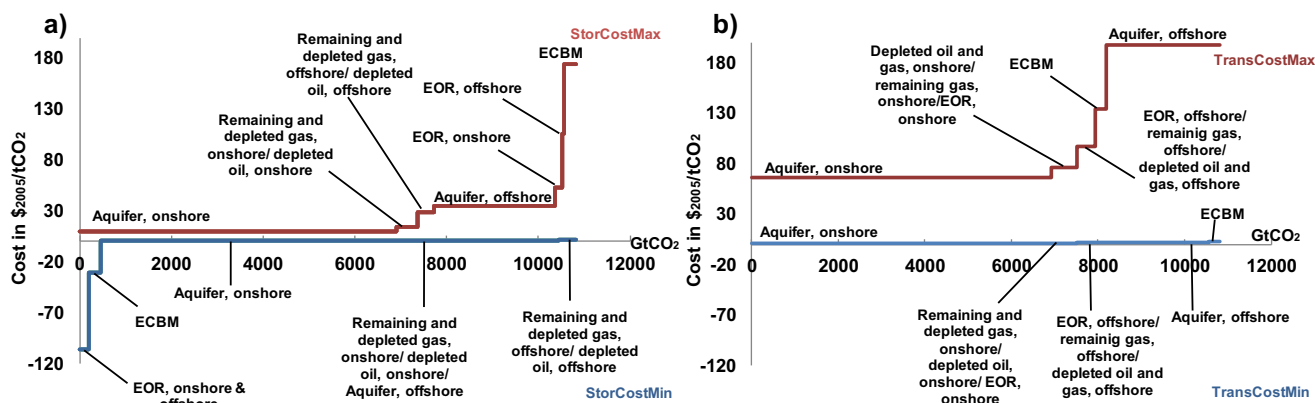 a)
StorCostMax
Cost in $2005/tCO2
180
130
80
30
-20
-70
-120
Remaining and
depleted gas,
offshore/ depleted
oil, offshore
ECBM
EOR, offshore
Remaining and
depleted gas,
onshore/ depleted
oil, onshore
EOR, onshore
Aquifer, onshore
Aquifer, offshore
GtCO2
0
2000
4000
6000
8000
10000
12000
Aquifer, onshore
ECBM
Remaining and
depleted gas,
onshore/ depleted
oil, onshore/
Aquifer, offshore
Remaining and
depleted gas,
offshore/ depleted
oil, offshore
EOR, onshore &
offshore
StorCostMin
b)
Cost in $2005/tCO2
180
130
80
30
-20
-70
-120
Aquifer, offshore
TransCostMax
Depleted oil and
gas, onshore/
remaining gas,
onshore/EOR,
onshore
ECBM
EOR, offshore/
remainig gas,
offshore/
depleted oil and
gas, offshore
Aquifer, onshore
ECBM
Aquifer, onshore
GtCO2
0
2000
4000
6000
8000
10000
12000
Remaining and
depleted gas,
onshore/
depleted oil,
onshore/ EOR,
onshore
EOR, offshore/
remainig gas,
offshore/
depleted oil and
gas, offshore
Aquifer, offshore
TransCostMin